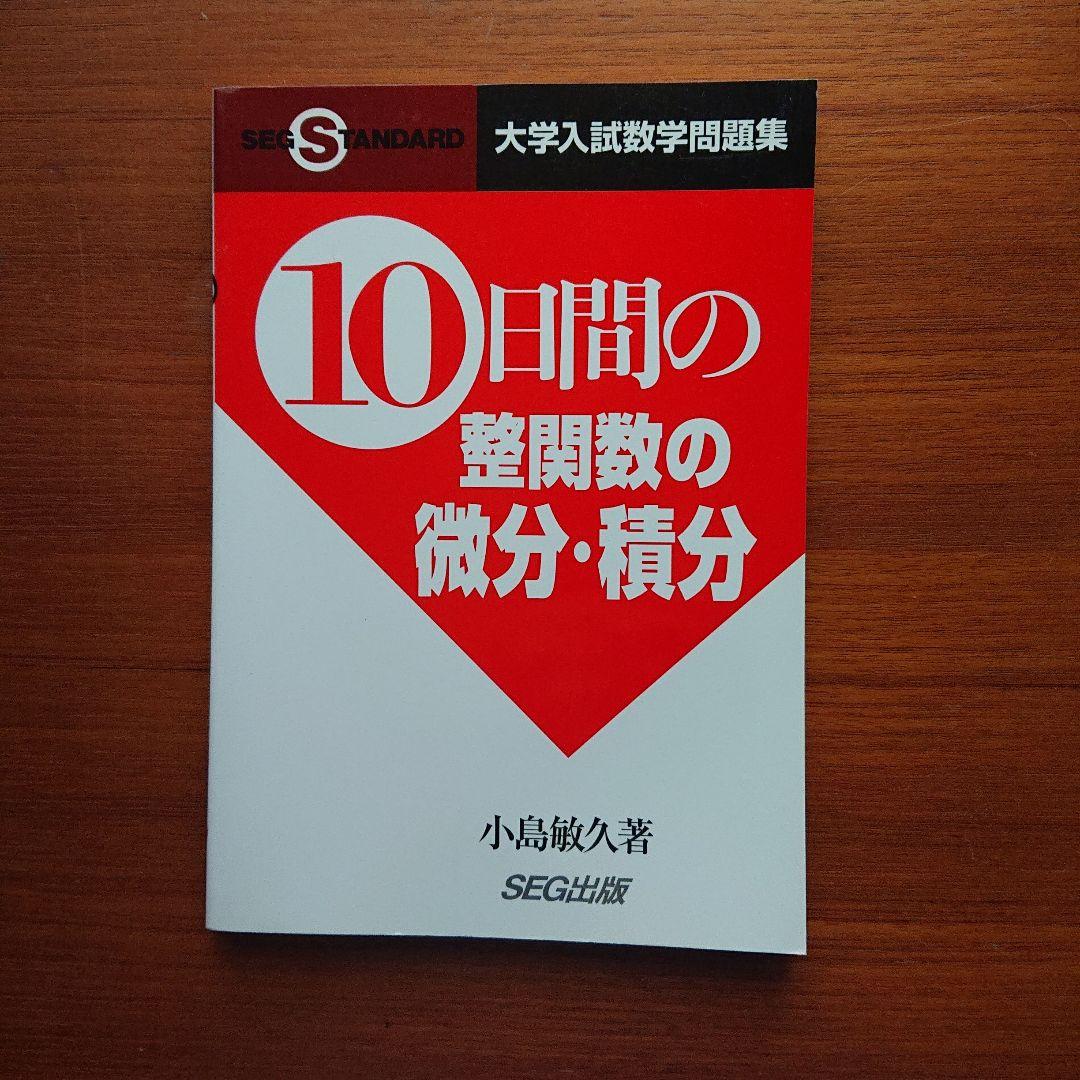 SEG STANDARD
大学入試数学問題集
10日間の
整関数の
微分・積分
小島敏久著
SEG出版